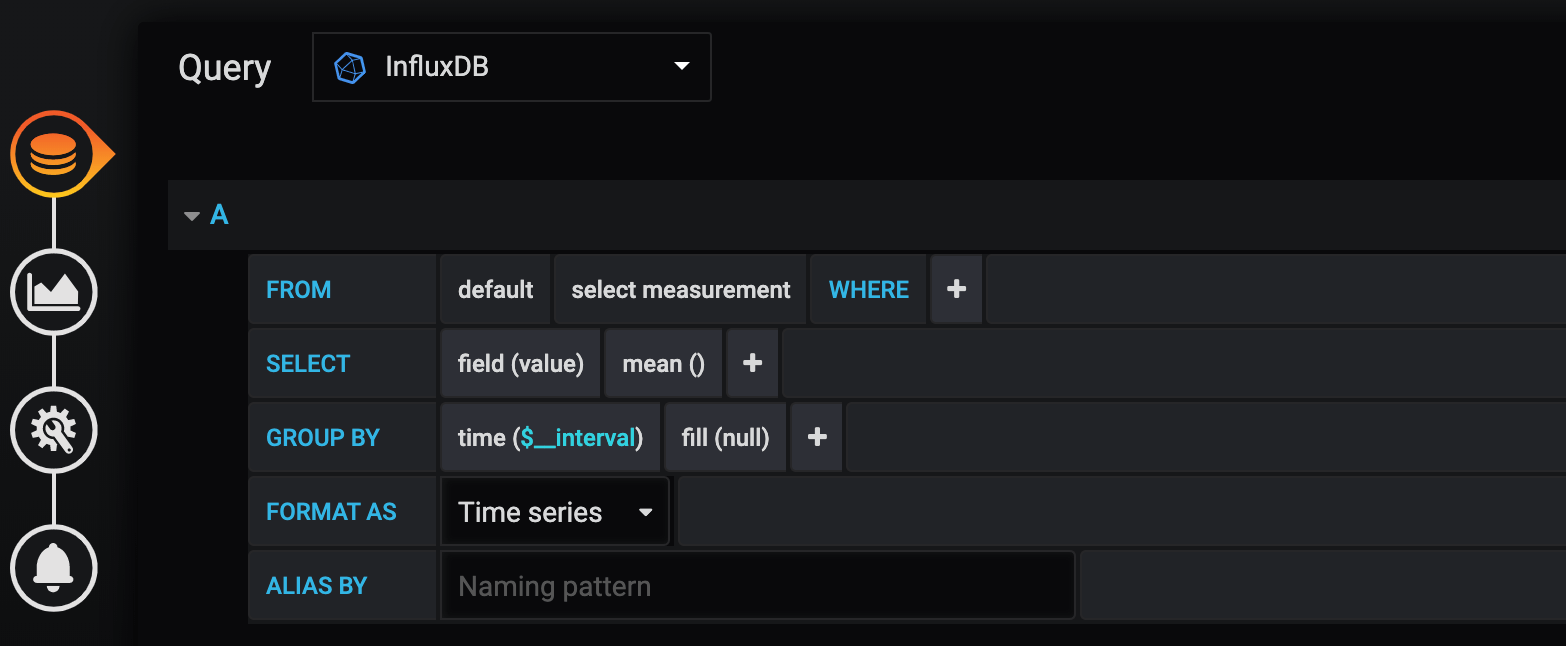 Query InfluxDB
A
FROM default select measurement WHERE +
SELECT field (value) mean () +
GROUP BY time ($__interval) fill (null) +
FORMAT AS Time series
ALIAS BY Naming pattern